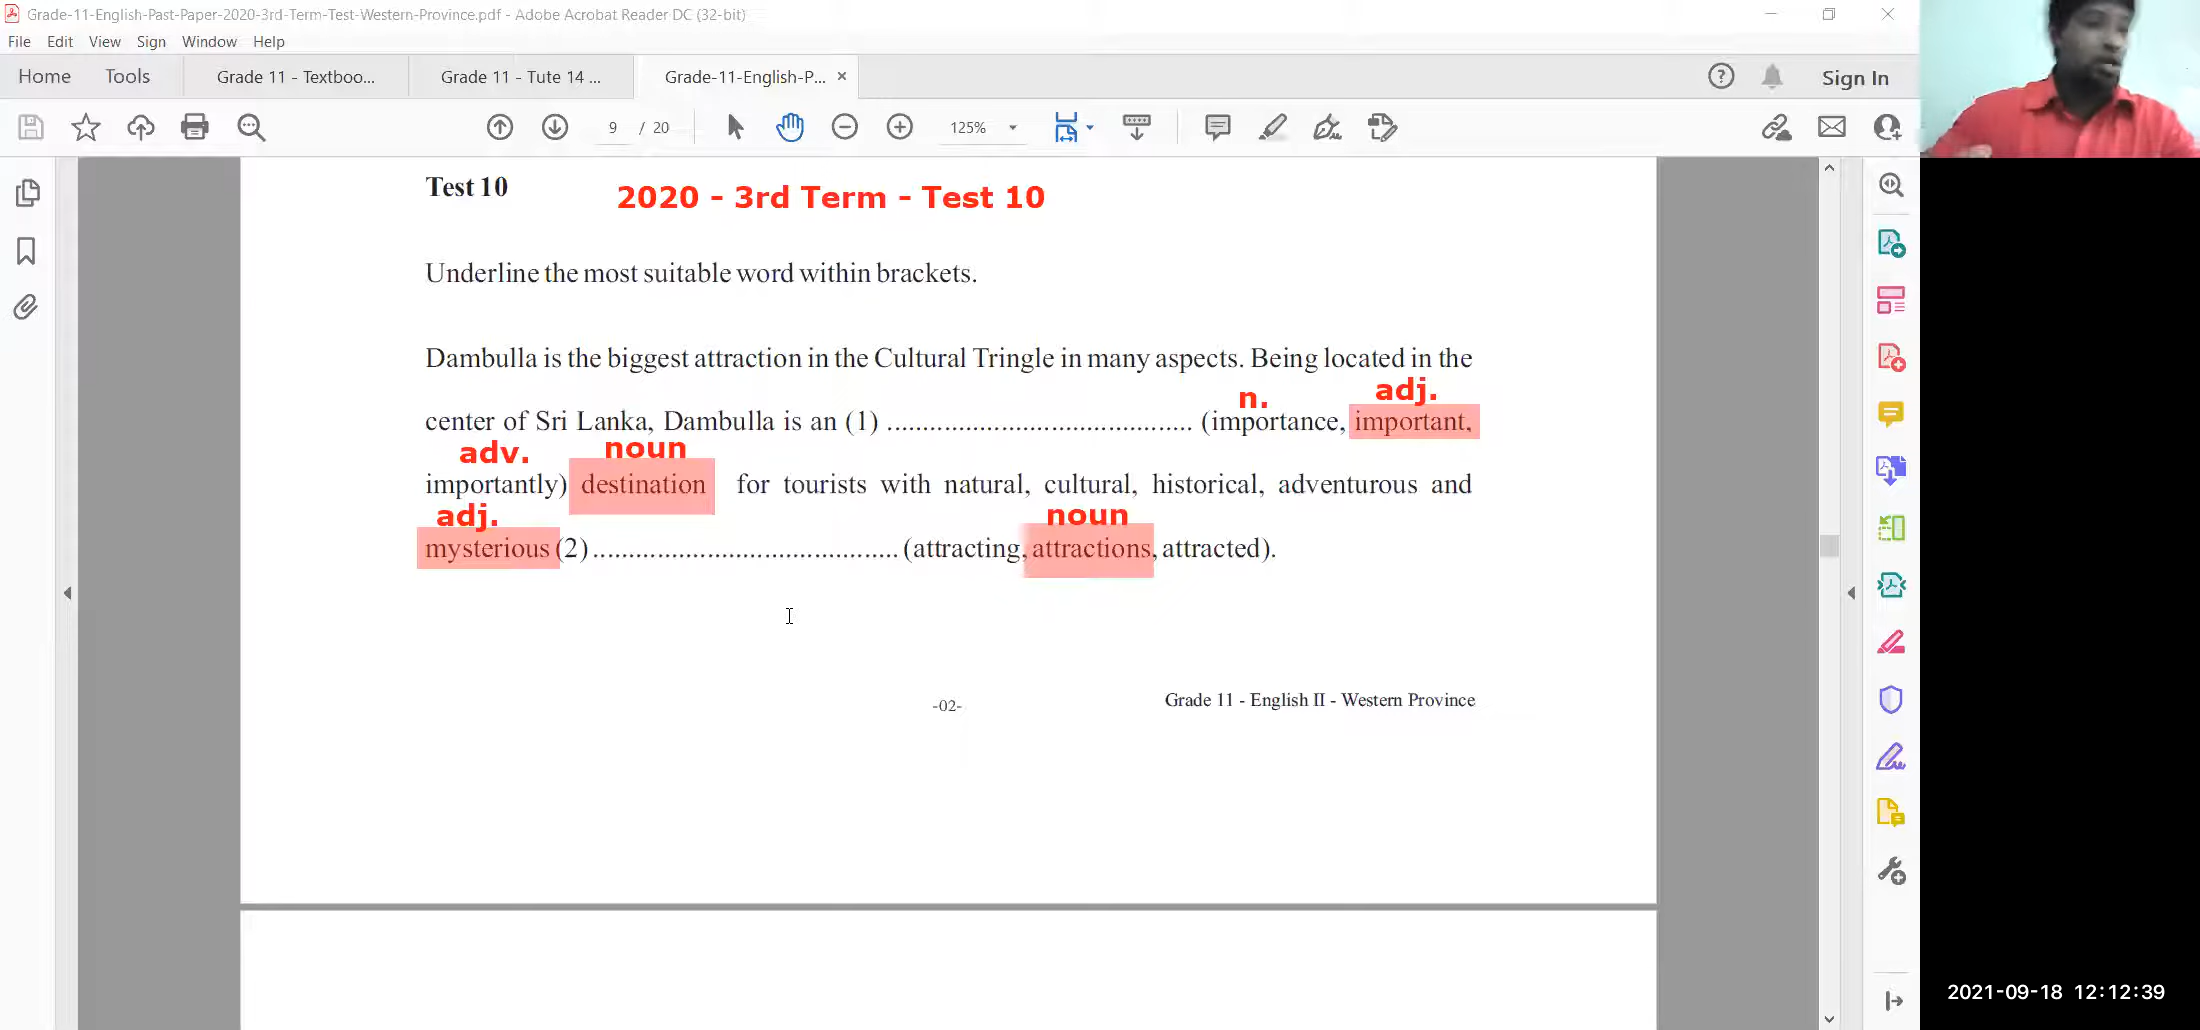 Grade-11-English-Past-Paper-2020-3rd-Term-Test-Western-Province.pdf - Adobe Acrobat Reader DC (32-bit)
File Edit View Sign Window Help
Home Tools Grade 11 - Textboo... Grade 11 - Tute 14 ... Grade-11-English-P... × Sign In
9 / 20 125%
Test 10 2020 - 3rd Term - Test 10
Underline the most suitable word within brackets.
Dambulla is the biggest attraction in the Cultural Tringle in many aspects. Being located in the
n. adj.
center of Sri Lanka, Dambulla is an (1) .......................................... (importance, important,
adv. noun
importantly) destination for tourists with natural, cultural, historical, adventurous and
adj. noun
mysterious (2).......................................... (attracting, attractions, attracted).
-02- Grade 11 - English II - Western Province
2021-09-18 12:12:39